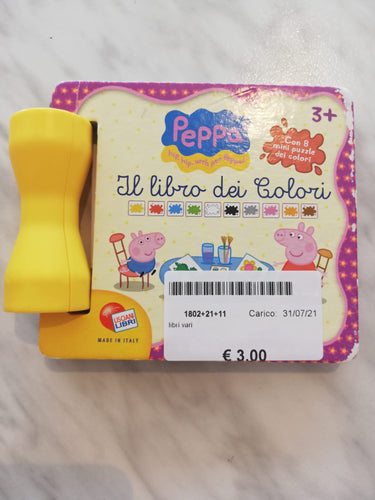 3+
Peppa
Con 8
mini puzzle
dei colori
Il libro dei Colori
1802+21+11 Carico: 31/07/21
libri vari
€ 3,00
LISCIANI
LIBRI
MADE IN ITALY